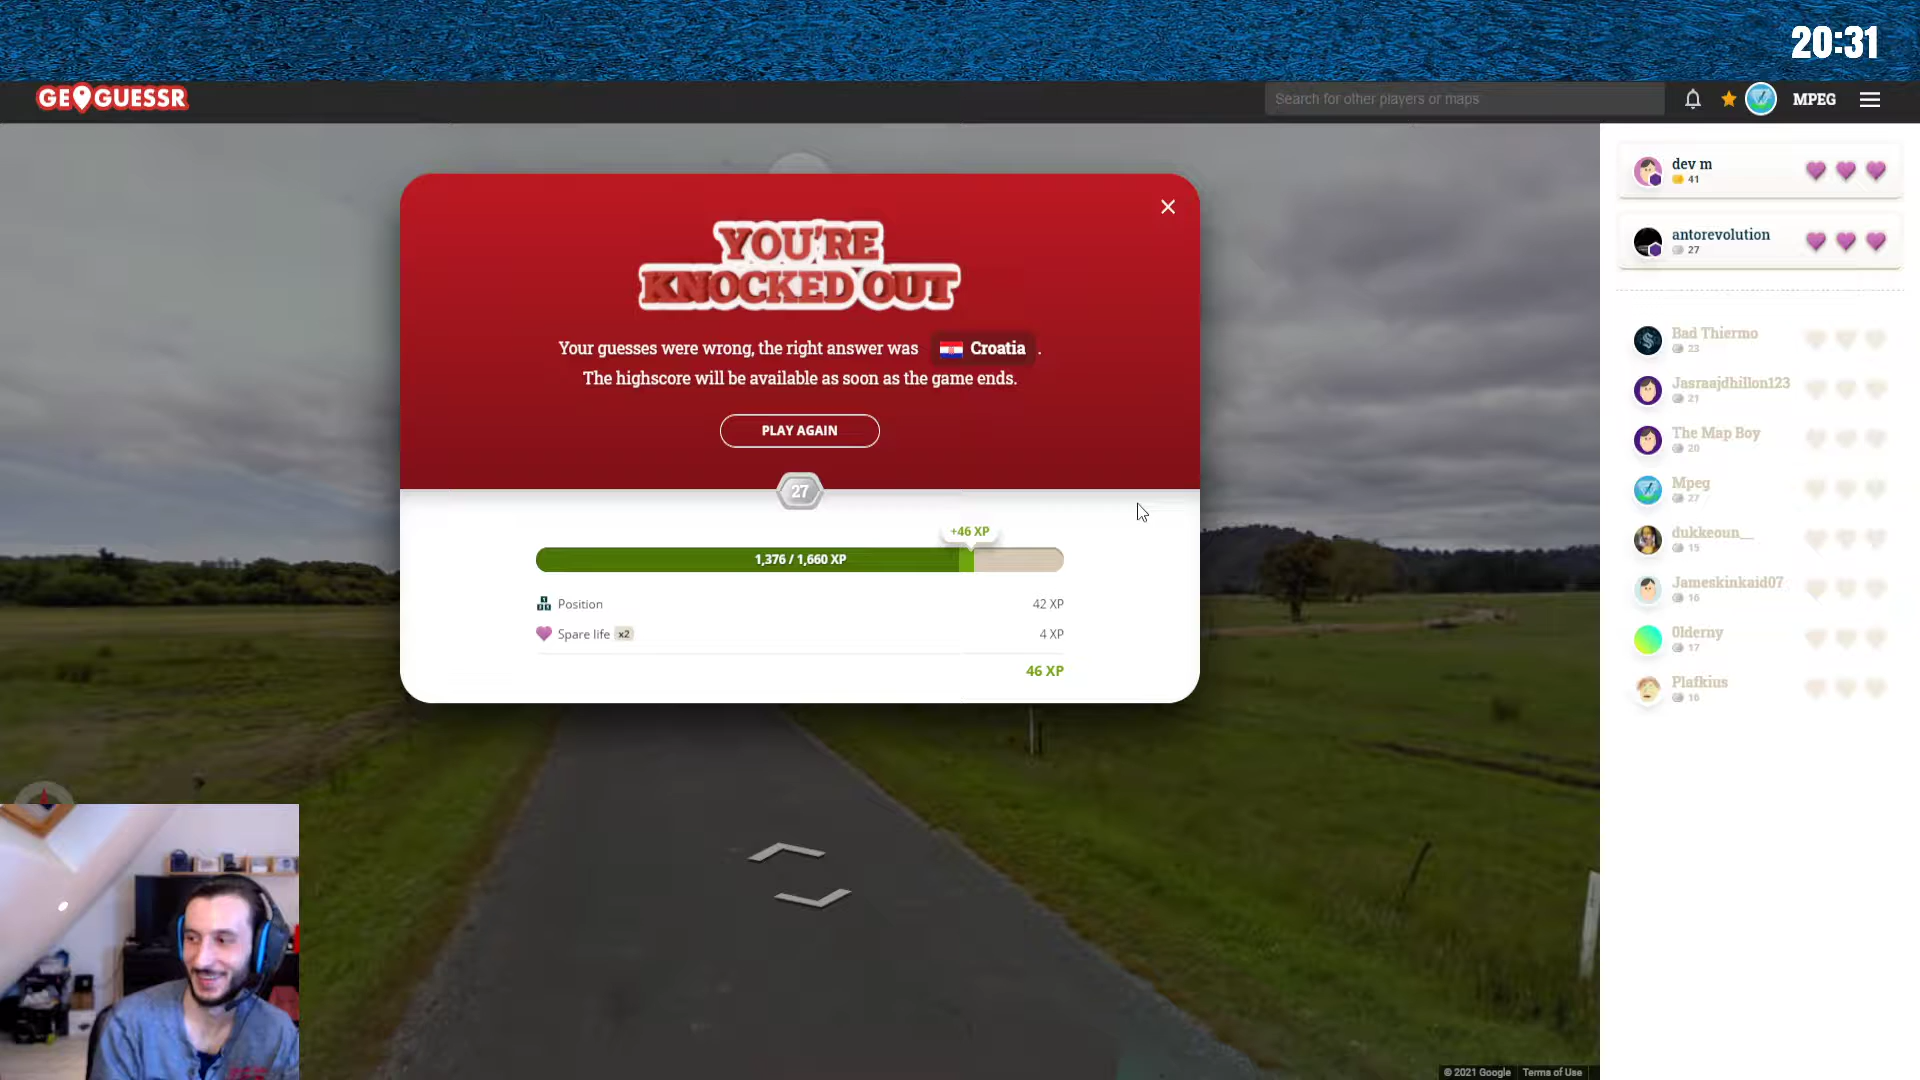 20:31
GEOGUESSR
Search for other players or maps
MPEG
dev m
41
antorevolution
27
YOU'RE
KNOCKED OUT
Your guesses were wrong, the right answer was Croatia .
The highscore will be available as soon as the game ends.
PLAY AGAIN
27
+46 XP
1,376 / 1,660 XP
Position 42 XP
Spare life x2 4 XP
46 XP
Bad Thiermo
23
Jasraajdhillon123
21
The Map Boy
20
Mpeg
27
dukkeoun__
15
Jameskinkaid07
16
0lderny
17
Plafkius
16
© 2021 Google Terms of Use